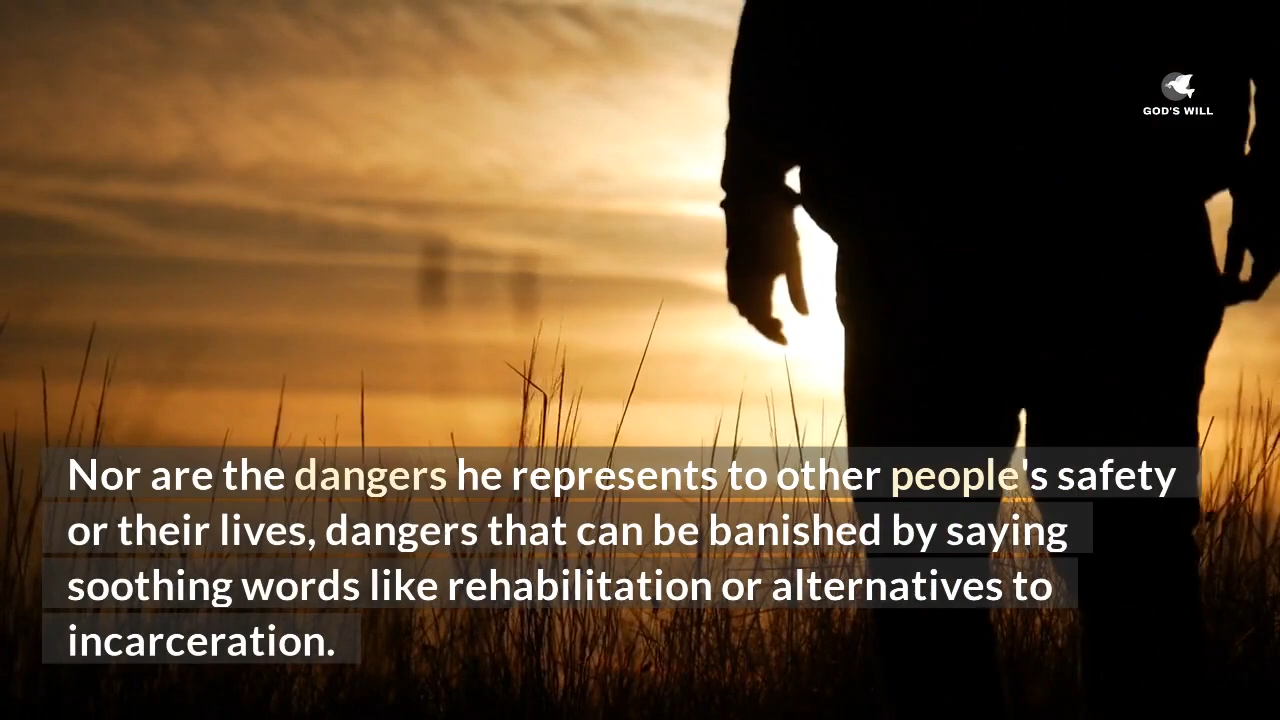 GOD'S WILL
Nor are the dangers he represents to other people's safety
or their lives, dangers that can be banished by saying
soothing words like rehabilitation or alternatives to
incarceration.